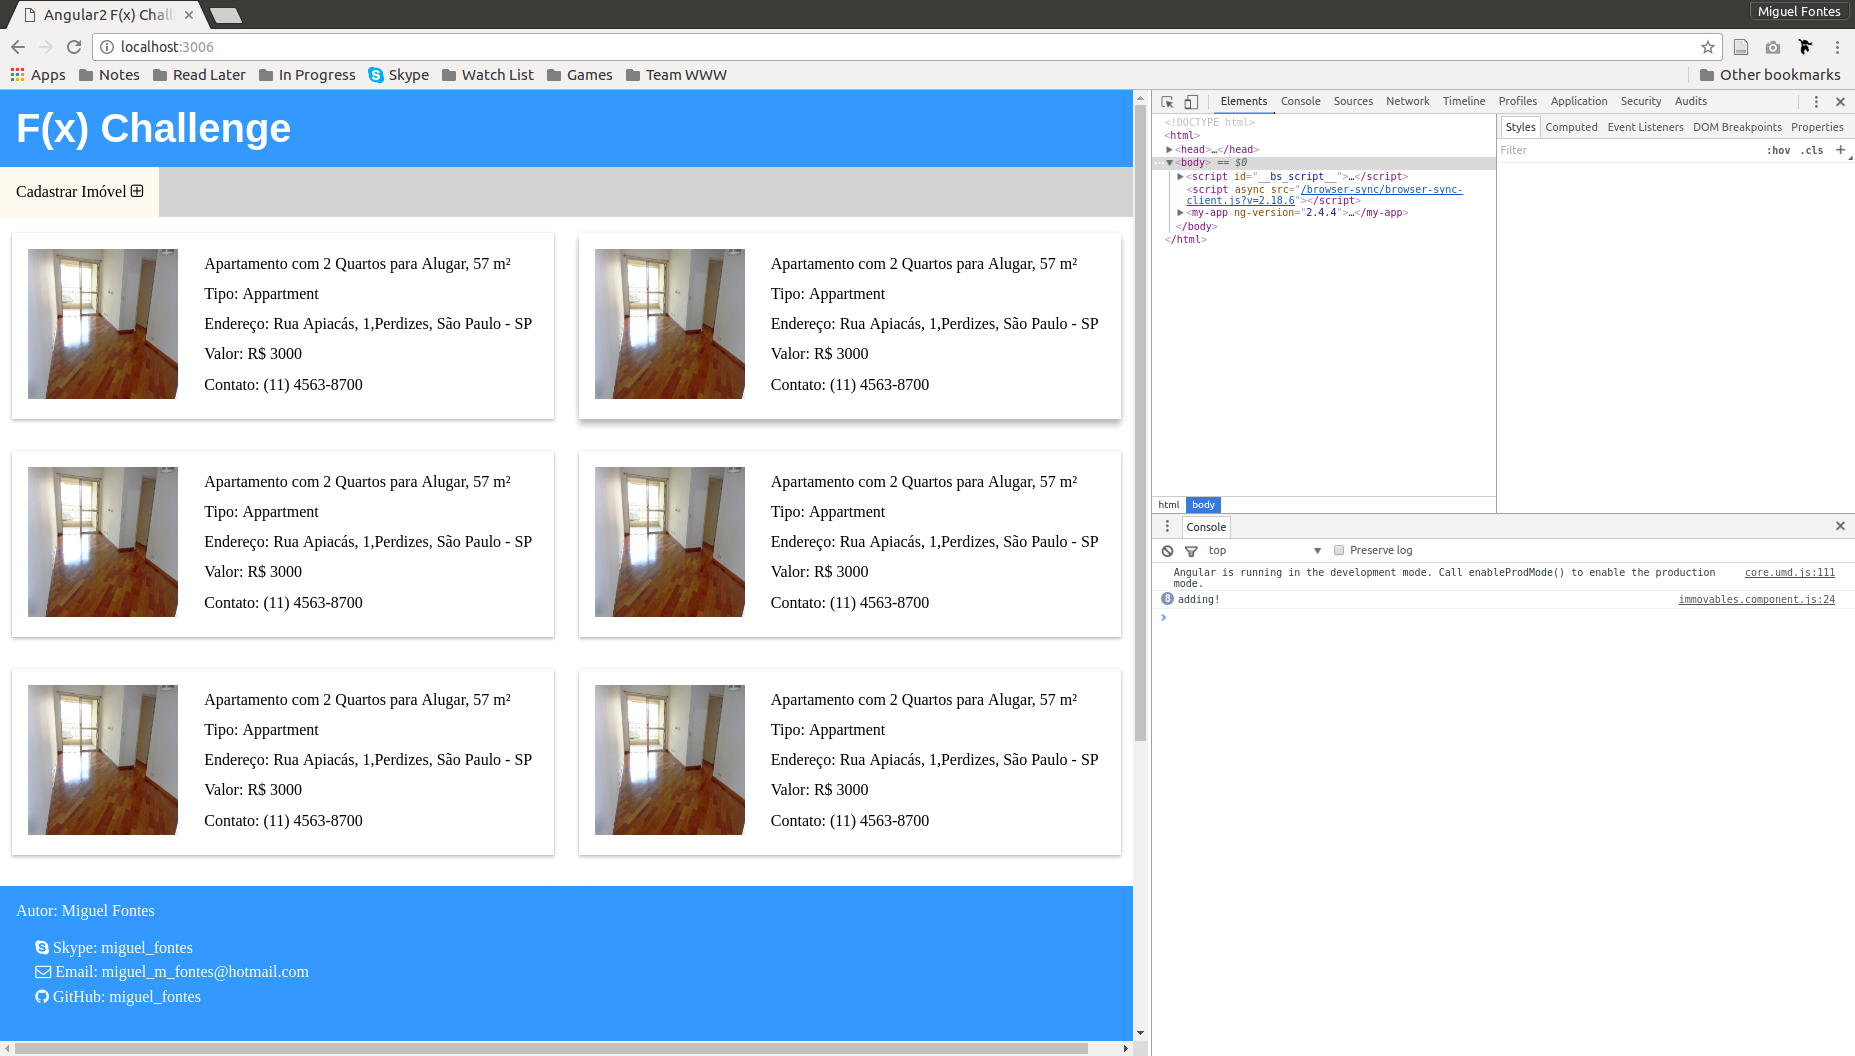 Angular2 F(x) Chall
Miguel Fontes
localhost:3006
Apps Notes Read Later In Progress Skype Watch List Games Team WWW Other bookmarks
F(x) Challenge
Cadastrar Imóvel
Apartamento com 2 Quartos para Alugar, 57 m²
Tipo: Appartment
Endereço: Rua Apiacás, 1,Perdizes, São Paulo - SP
Valor: R$ 3000
Contato: (11) 4563-8700
Apartamento com 2 Quartos para Alugar, 57 m²
Tipo: Appartment
Endereço: Rua Apiacás, 1,Perdizes, São Paulo - SP
Valor: R$ 3000
Contato: (11) 4563-8700
Apartamento com 2 Quartos para Alugar, 57 m²
Tipo: Appartment
Endereço: Rua Apiacás, 1,Perdizes, São Paulo - SP
Valor: R$ 3000
Contato: (11) 4563-8700
Apartamento com 2 Quartos para Alugar, 57 m²
Tipo: Appartment
Endereço: Rua Apiacás, 1,Perdizes, São Paulo - SP
Valor: R$ 3000
Contato: (11) 4563-8700
Apartamento com 2 Quartos para Alugar, 57 m²
Tipo: Appartment
Endereço: Rua Apiacás, 1,Perdizes, São Paulo - SP
Valor: R$ 3000
Contato: (11) 4563-8700
Apartamento com 2 Quartos para Alugar, 57 m²
Tipo: Appartment
Endereço: Rua Apiacás, 1,Perdizes, São Paulo - SP
Valor: R$ 3000
Contato: (11) 4563-8700
Autor: Miguel Fontes
Skype: miguel_fontes
Email: miguel_m_fontes@hotmail.com
GitHub: miguel_fontes
Elements Console Sources Network Timeline Profiles Application Security Audits
<!DOCTYPE html>
<html>
<head>…</head>
<body> == $0
<script id="__bs_script__">…</script>
<script async src="/browser-sync/browser-sync-
client.js?v=2.18.6"></script>
<my-app ng-version="2.4.4">…</my-app>
</body>
</html>
html body
Styles Computed Event Listeners DOM Breakpoints Properties
Filter :hov .cls +
Console
top Preserve log
Angular is running in the development mode. Call enableProdMode() to enable the production core.umd.js:111
mode.
8 adding! immovables.component.js:24